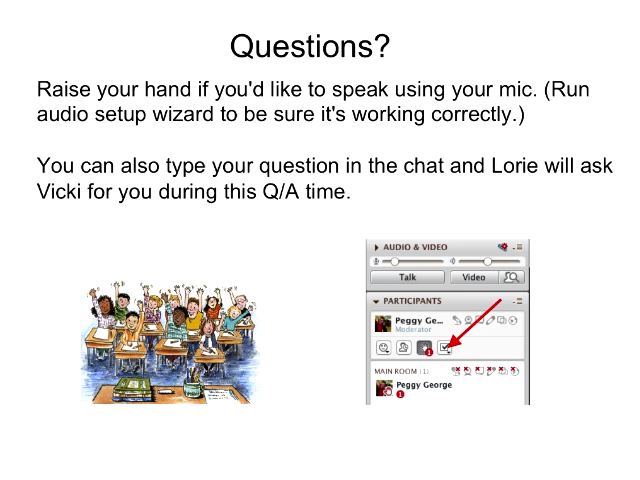 Questions?
Raise your hand if you'd like to speak using your mic. (Run
audio setup wizard to be sure it's working correctly.)
You can also type your question in the chat and Lorie will ask
Vicki for you during this Q/A time.
AUDIO & VIDEO
Talk Video
PARTICIPANTS
Peggy Ge...
Moderator
1
MAIN ROOM (1)
Peggy George
1